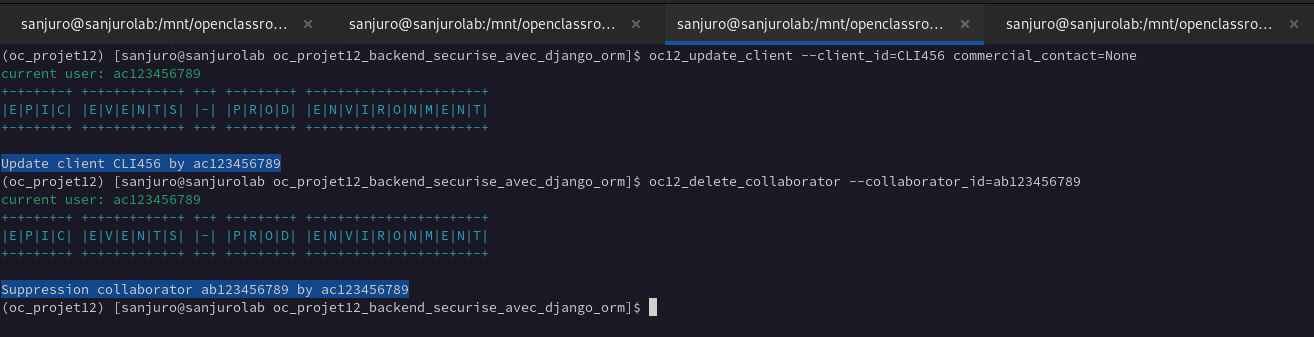 sanjuro@sanjurolab:/mnt/openclassro... × sanjuro@sanjurolab:/mnt/openclassro... × sanjuro@sanjurolab:/mnt/openclassro... × sanjuro@sanjurolab:/mnt/openclassro... ×
(oc_projet12) [sanjuro@sanjurolab oc_projet12_backend_securise_avec_django_orm]$ oc12_update_client --client_id=CLI456 commercial_contact=None
current user: ac123456789
+-+-+-+-+ +-+-+-+-+-+-+ +-+ +-+-+-+-+ +-+-+-+-+-+-+-+-+-+-+-+
|E|P|I|C| |E|V|E|N|T|S| |-| |P|R|O|D| |E|N|V|I|R|O|N|M|E|N|T|
+-+-+-+-+ +-+-+-+-+-+-+ +-+ +-+-+-+-+ +-+-+-+-+-+-+-+-+-+-+-+
Update client CLI456 by ac123456789
(oc_projet12) [sanjuro@sanjurolab oc_projet12_backend_securise_avec_django_orm]$ oc12_delete_collaborator --collaborator_id=ab123456789
current user: ac123456789
+-+-+-+-+ +-+-+-+-+-+-+ +-+ +-+-+-+-+ +-+-+-+-+-+-+-+-+-+-+-+
|E|P|I|C| |E|V|E|N|T|S| |-| |P|R|O|D| |E|N|V|I|R|O|N|M|E|N|T|
+-+-+-+-+ +-+-+-+-+-+-+ +-+ +-+-+-+-+ +-+-+-+-+-+-+-+-+-+-+-+
Suppression collaborator ab123456789 by ac123456789
(oc_projet12) [sanjuro@sanjurolab oc_projet12_backend_securise_avec_django_orm]$